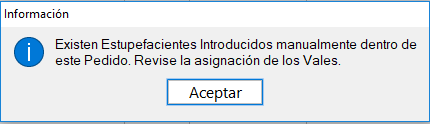 Información
Existen Estupefacientes Introducidos manualmente dentro de
este Pedido. Revise la asignación de los Vales.
Aceptar